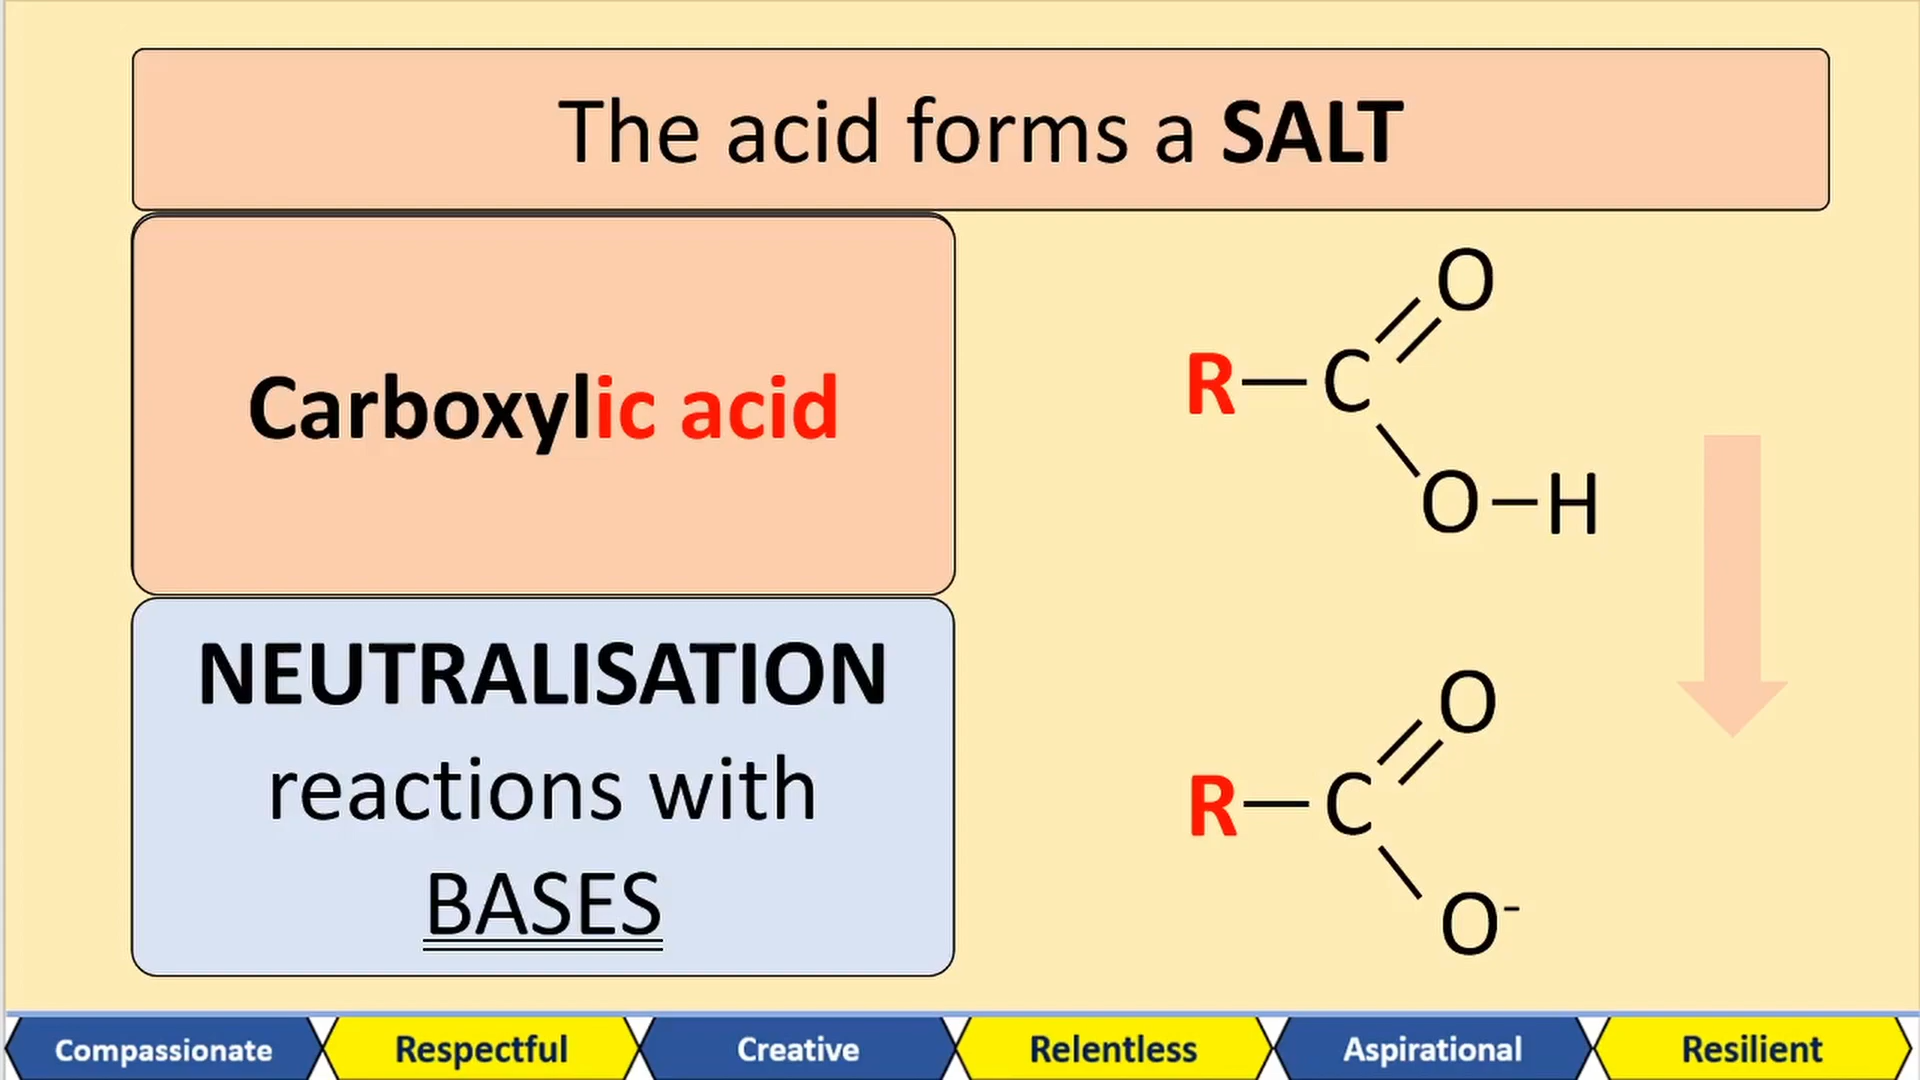 The acid forms a SALT
Carboxylic acid
NEUTRALISATION
reactions with
BASES
O
R C
O H
O
R C
O-
Compassionate Respectful Creative Relentless Aspirational Resilient